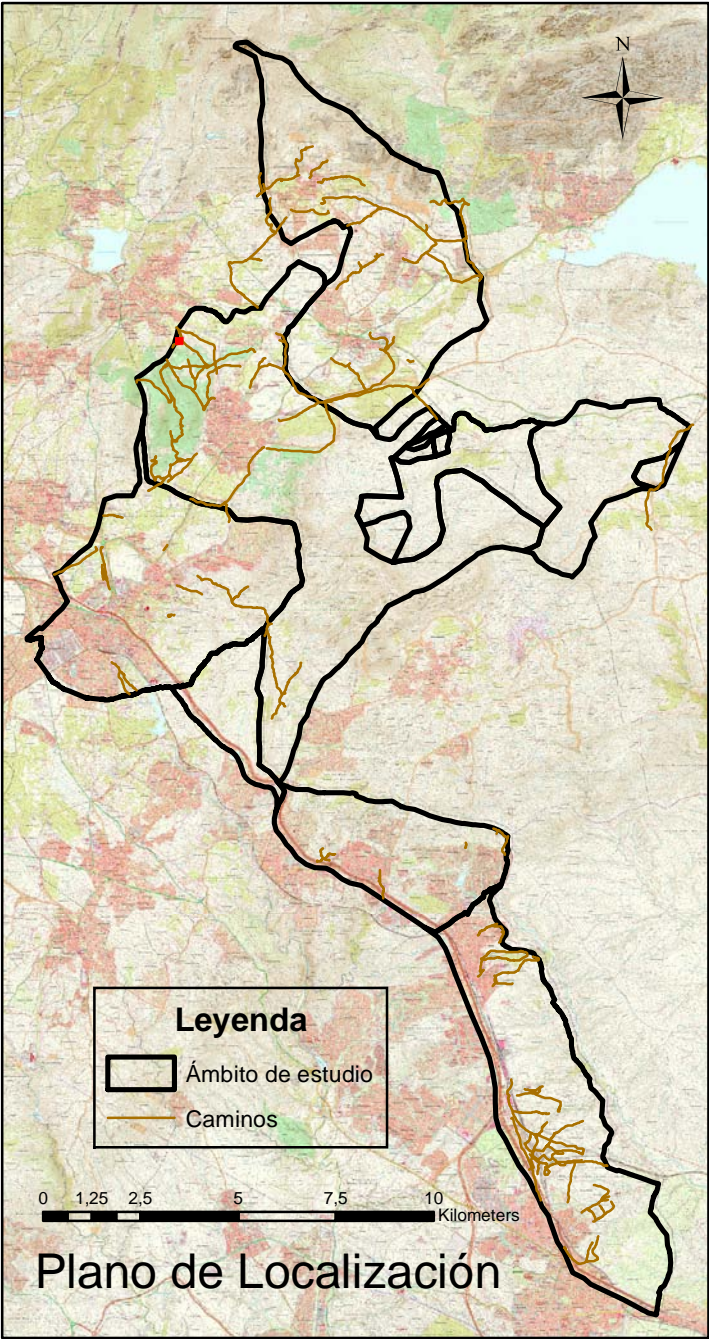 N
Leyenda
Ámbito de estudio
Caminos
0 1,25 2,5 5 7,5 10
Kilometers
Plano de Localización